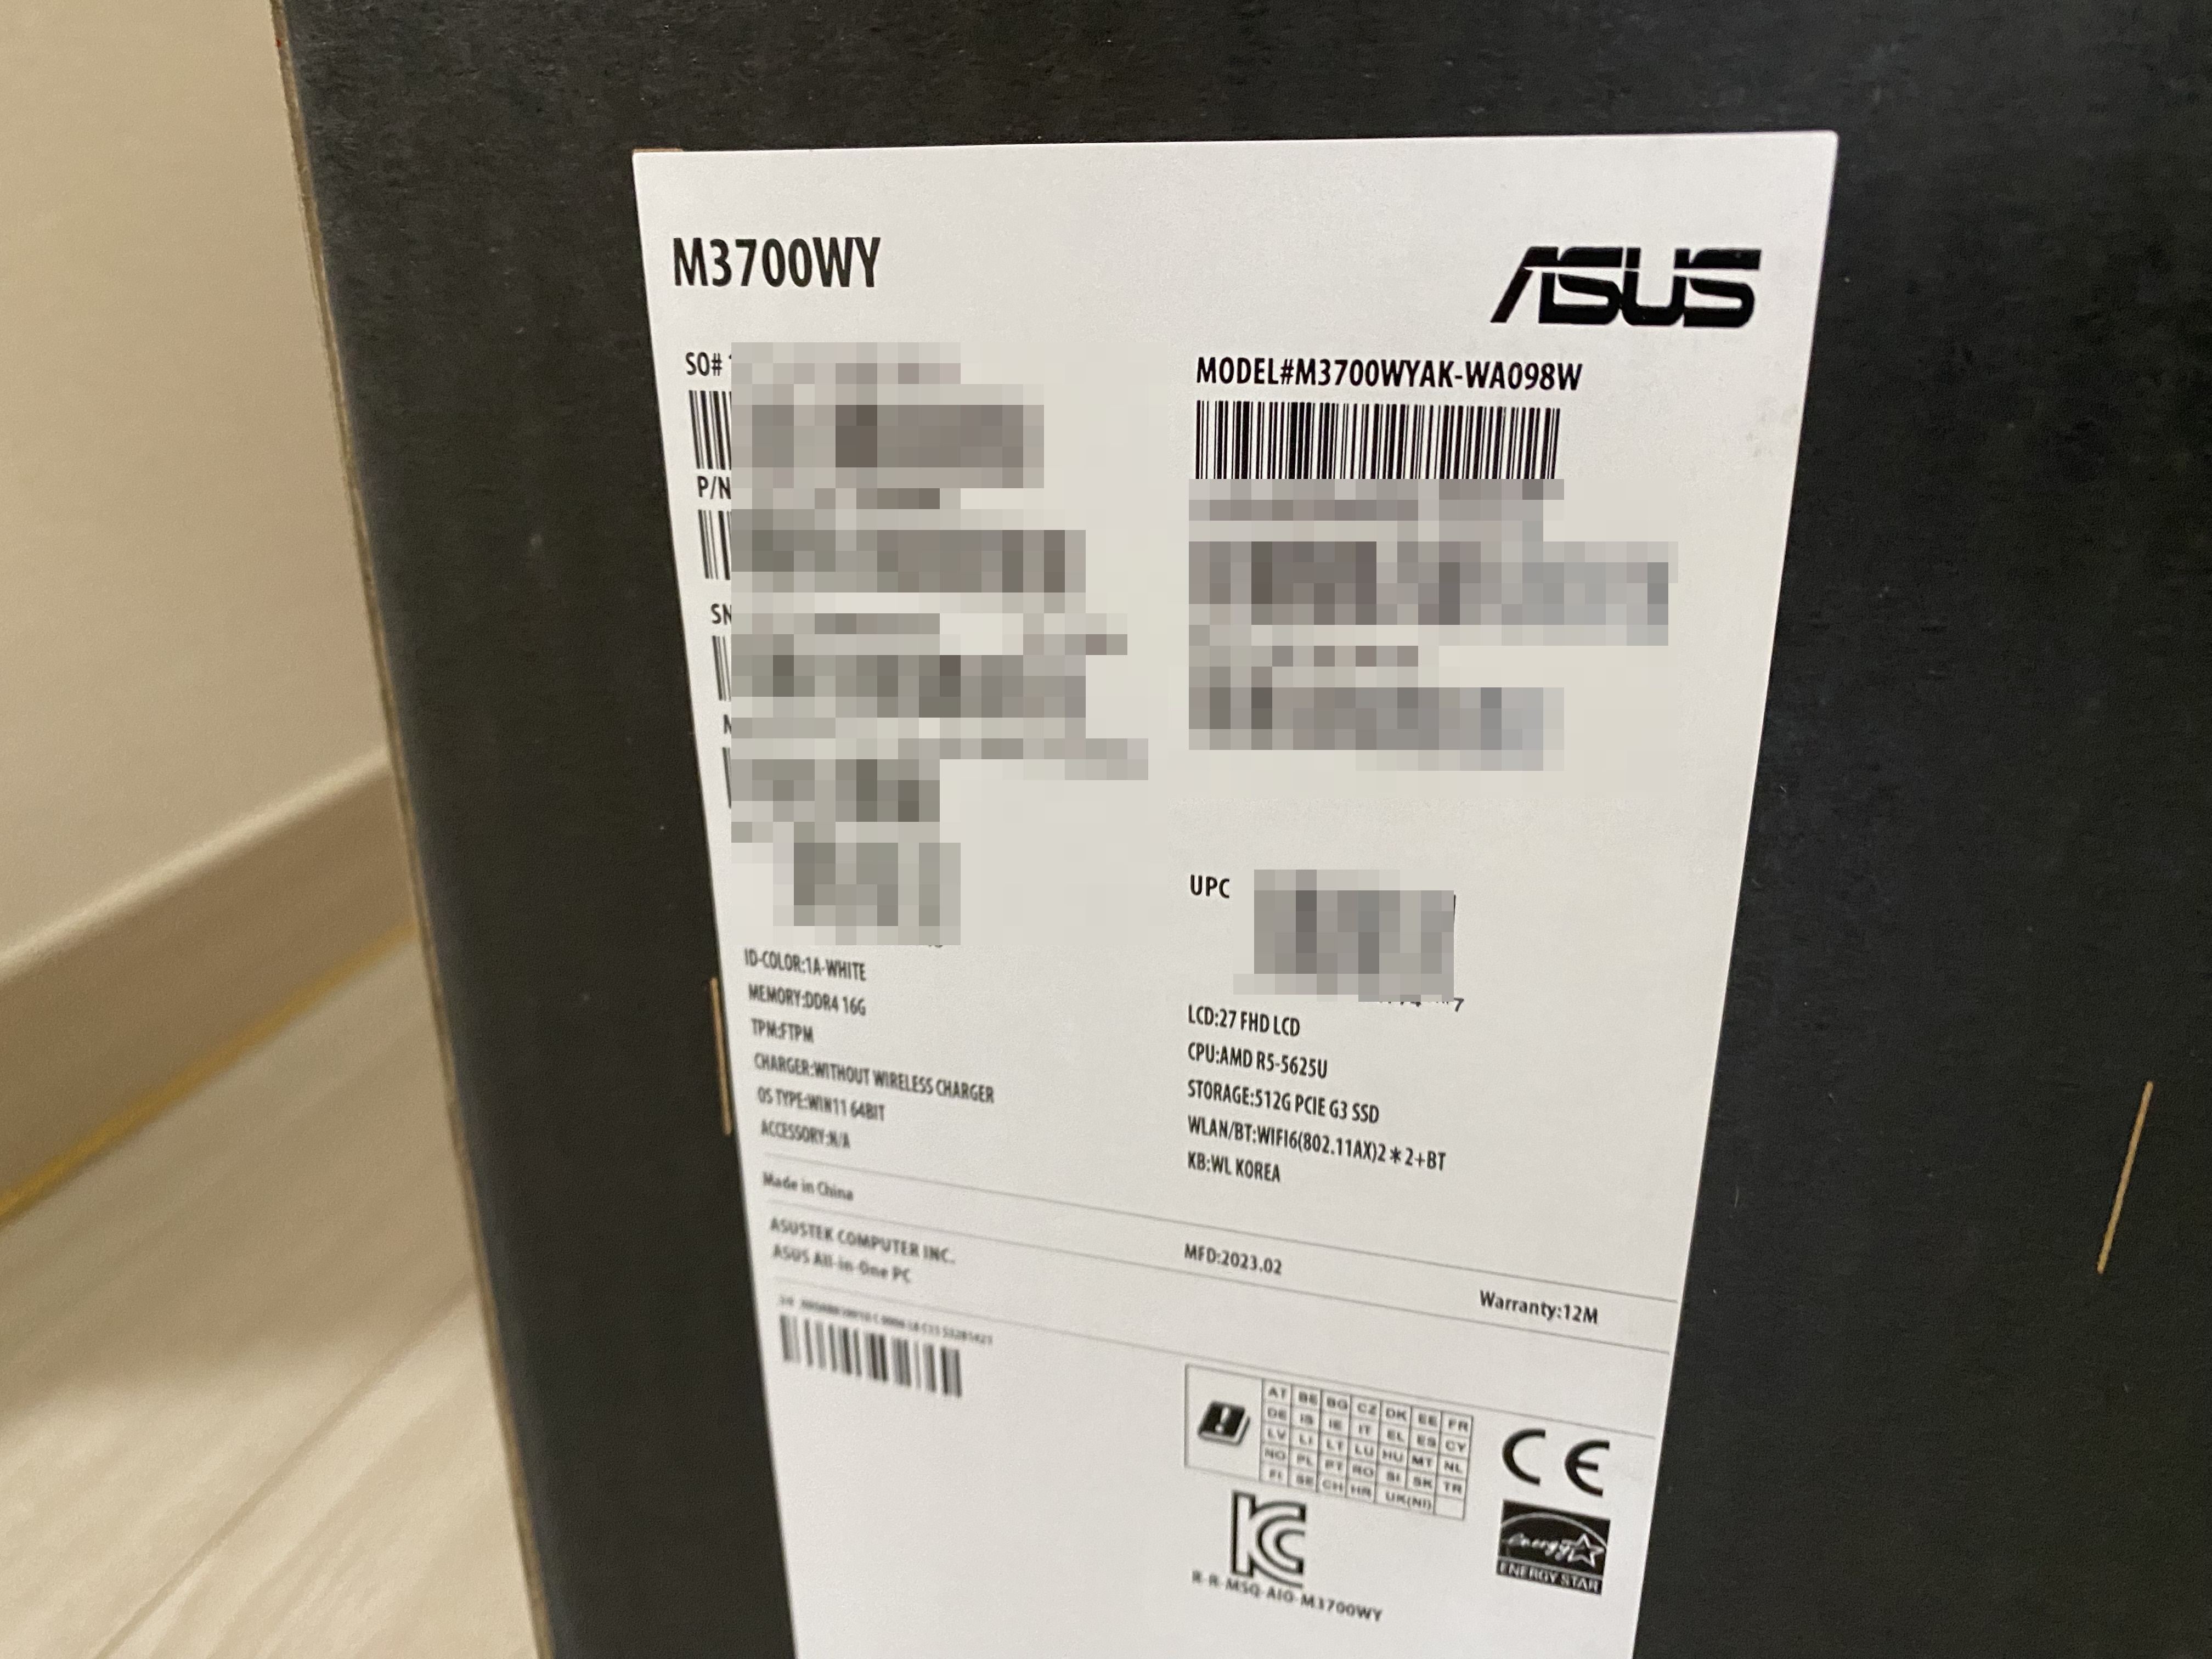 M3700WY
ASUS
SO#
MODEL#M3700WYAK-WA098W
P/N
SN
UPC
7
ID-COLOR:1A-WHITE
MEMORY:DDR4 16G
TPM:FTPM
CHARGER:WITHOUT WIRELESS CHARGER
OS TYPE:WIN11 64BIT
ACCESSORY:N/A
LCD:27 FHD LCD
CPU:AMD R5-5625U
STORAGE:512G PCIE G3 SSD
WLAN/BT:WIFI6(802.11AX)2*2+BT
KB:WL KOREA
Made in China
MFD:2023.02
Warranty:12M
ASUSTEK COMPUTER INC.
ASUS All-in-One PC
AT BE BG CZ DK EE FR
DE IS IE IT EL ES CY
LV LI LT LU HU MT NL
NO PL PT RO SI SK TR
FI SE CH HR UK(NI)
CE
KC
energy
ENERGY STAR
R-R-MSQ-AIO-M3700WY